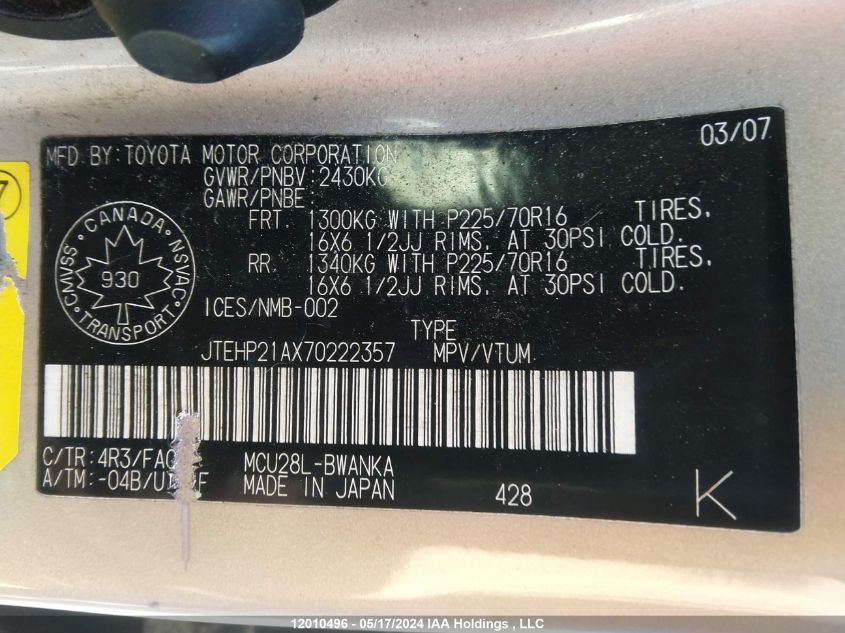 03/07
MFD BY: TOYOTA MOTOR CORPORATION
GVWR/PNBV: 2430KG
GAWR/PNBE:
FRT. 1300KG WITH P225/70R16 TIRES,
16X6 1/2JJ RIMS. AT 30PSI COLD.
RR. 1340KG WITH P225/70R16 TIRES,
16X6 1/2JJ RIMS. AT 30PSI COLD.
CANADA
CMVSS NSVAC
930
TRANSPORT
ICES/NMB-002
TYPE
JTEHP21AX70222357 MPV/VTUM
C/TR: 4R3/
MCU28L-BWANKA
A/TM: -04B/
MADE IN JAPAN
428
K
7
12010496 - 05/17/2024 IAA Holdings , LLC